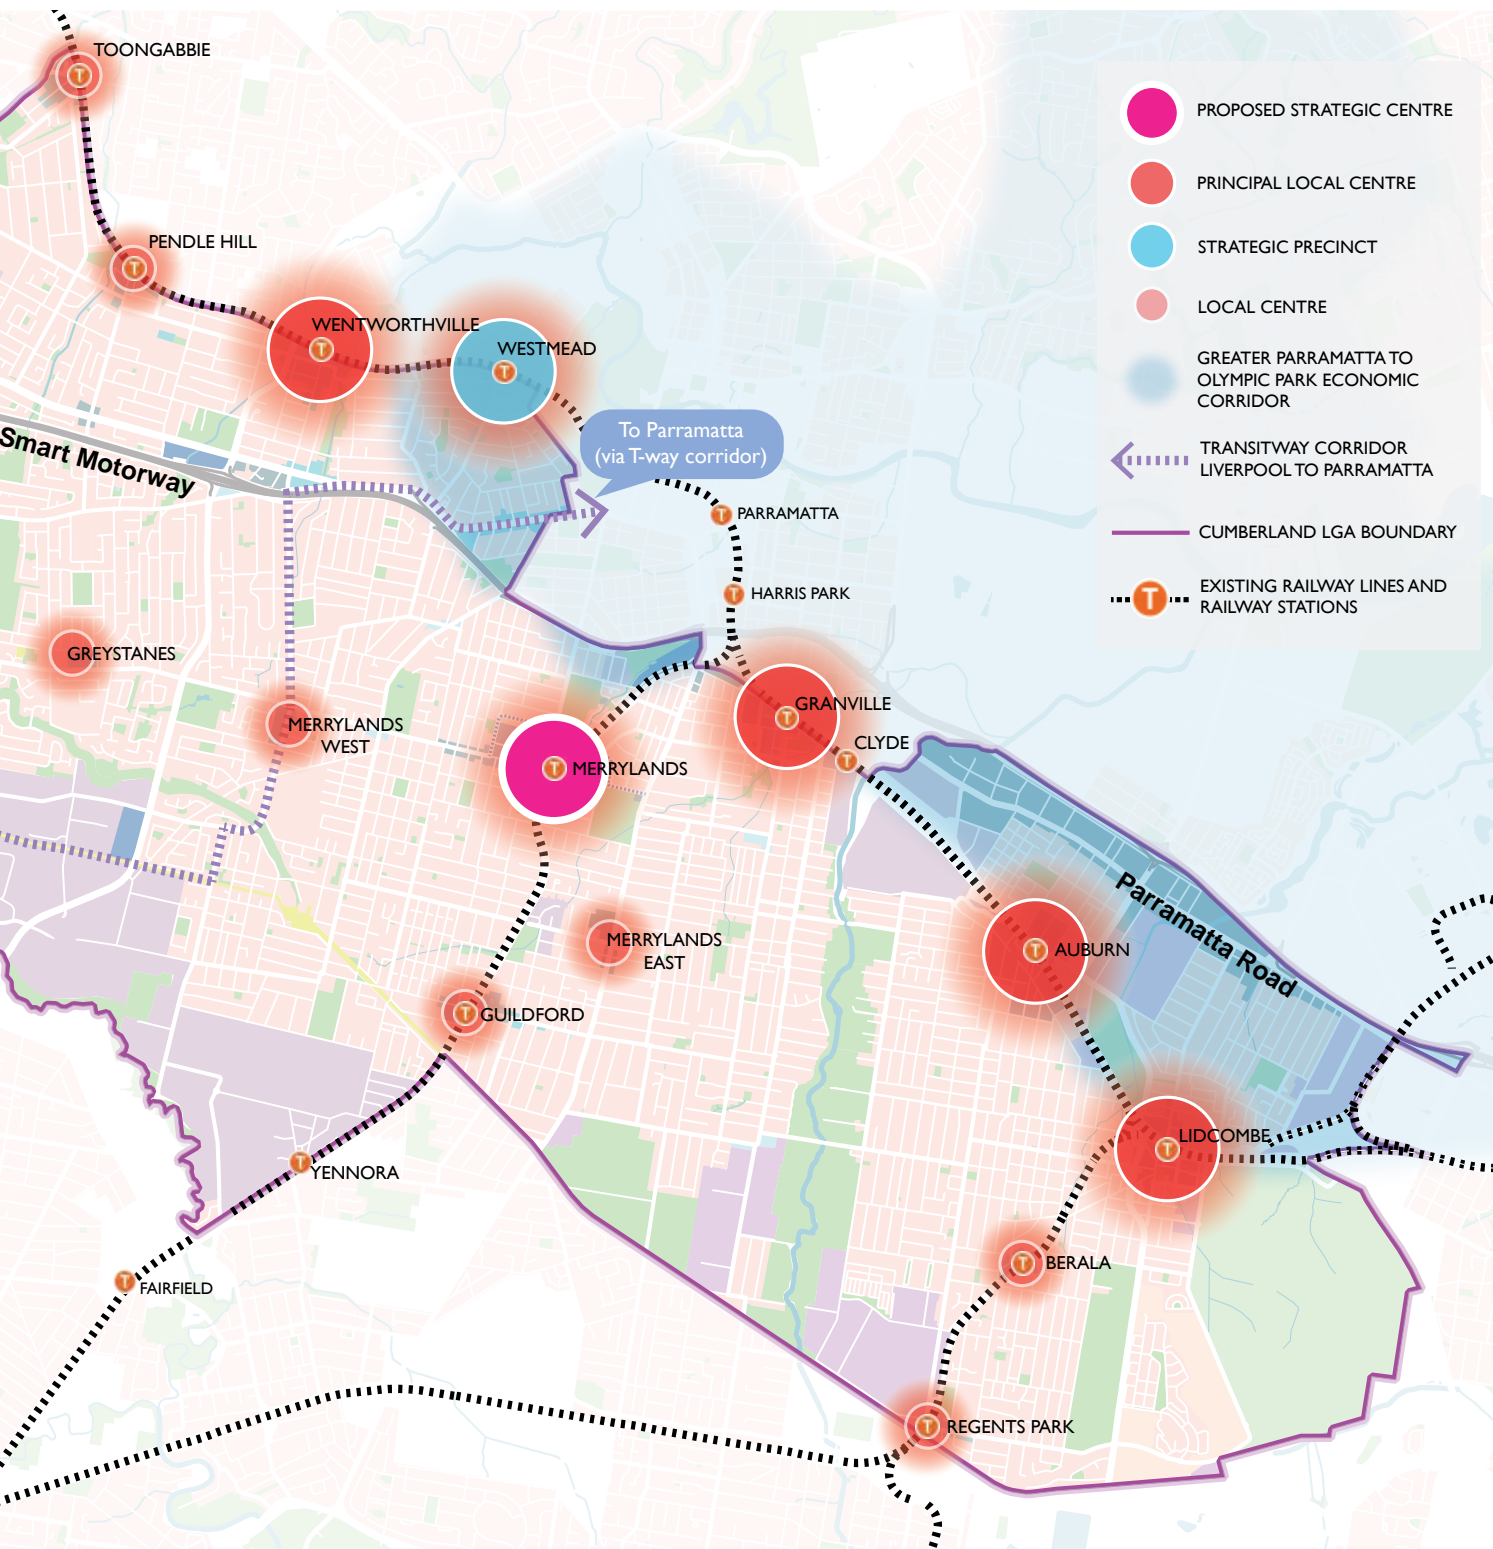 TOONGABBIE
PENDLE HILL
WENTWORTHVILLE
WESTMEAD
To Parramatta
(via T-way corridor)
Smart Motorway
PARRAMATTA
HARRIS PARK
GREYSTANES
MERRYLANDS
WEST
MERRYLANDS
GRANVILLE
CLYDE
Parramatta Road
MERRYLANDS
EAST
AUBURN
GUILDFORD
LIDCOMBE
YENNORA
BERALA
FAIRFIELD
REGENTS PARK
PROPOSED STRATEGIC CENTRE
PRINCIPAL LOCAL CENTRE
STRATEGIC PRECINCT
LOCAL CENTRE
GREATER PARRAMATTA TO
OLYMPIC PARK ECONOMIC
CORRIDOR
TRANSITWAY CORRIDOR
LIVERPOOL TO PARRAMATTA
CUMBERLAND LGA BOUNDARY
T
EXISTING RAILWAY LINES AND
RAILWAY STATIONS